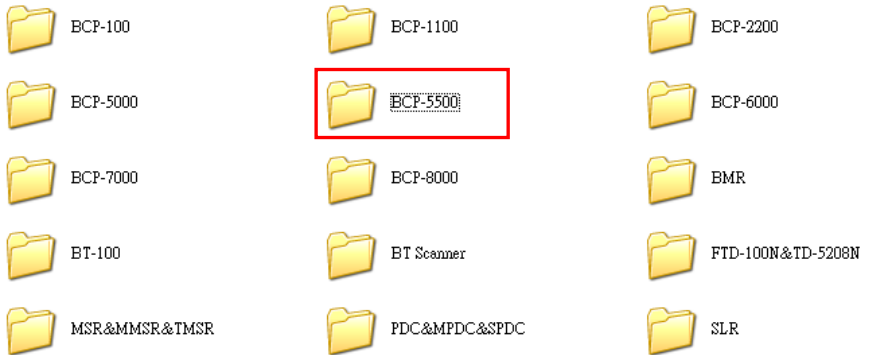 BCP-100
BCP-1100
BCP-2200
BCP-5000
BCP-5500
BCP-6000
BCP-7000
BCP-8000
BMR
BT-100
BT Scanner
FTD-100N&TD-5208N
MSR&MMSR&TMSR
PDC&MPDC&SPDC
SLR